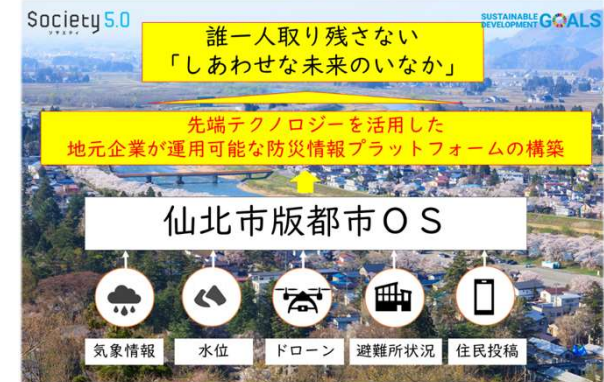 Society 5.0
ソサエティ
SUSTAINABLE
DEVELOPMENT GOALS
誰一人取り残さない
「しあわせな未来のいなか」
先端テクノロジーを活用した
地元企業が運用可能な防災情報プラットフォームの構築
仙北市版都市OS
気象情報
水位
ドローン
避難所状況
住民投稿